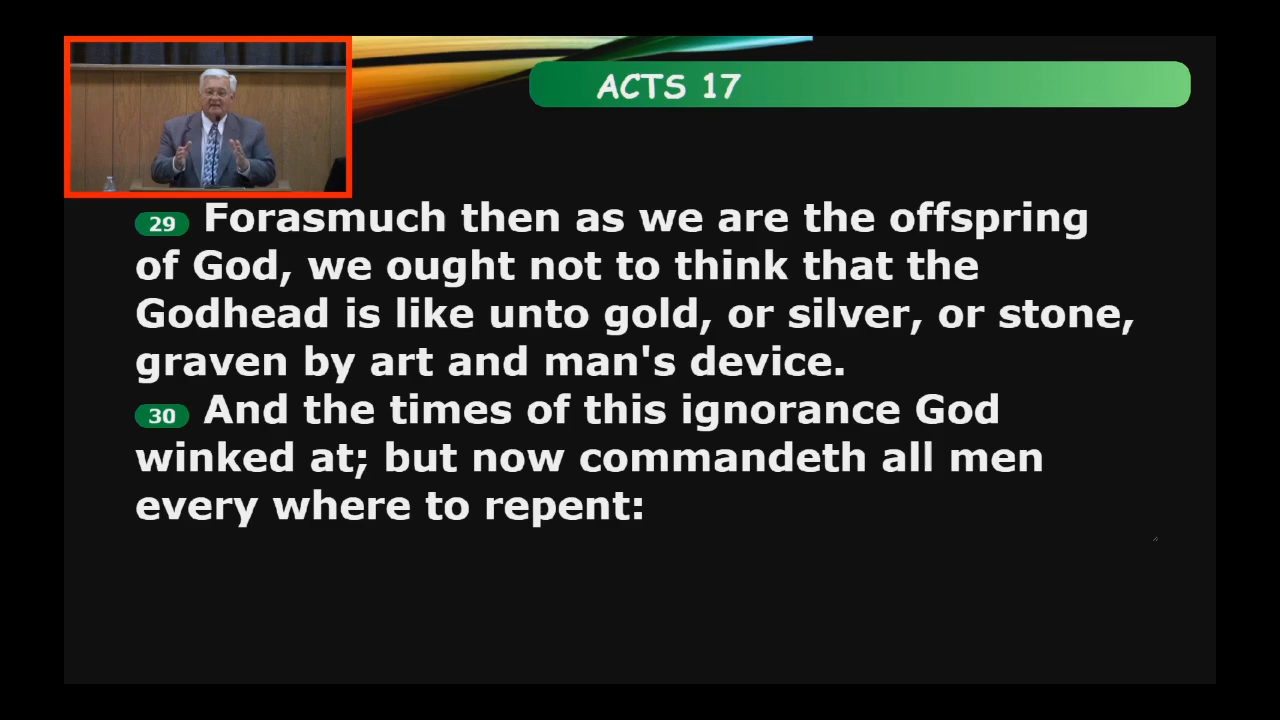 ACTS 17
29 Forasmuch then as we are the offspring
of God, we ought not to think that the
Godhead is like unto gold, or silver, or stone,
graven by art and man's device.
30 And the times of this ignorance God
winked at; but now commandeth all men
every where to repent: